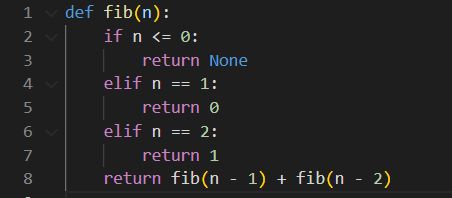 1 def fib(n):
2     if n <= 0:
3         return None
4     elif n == 1:
5         return 0
6     elif n == 2:
7         return 1
8     return fib(n - 1) + fib(n - 2)